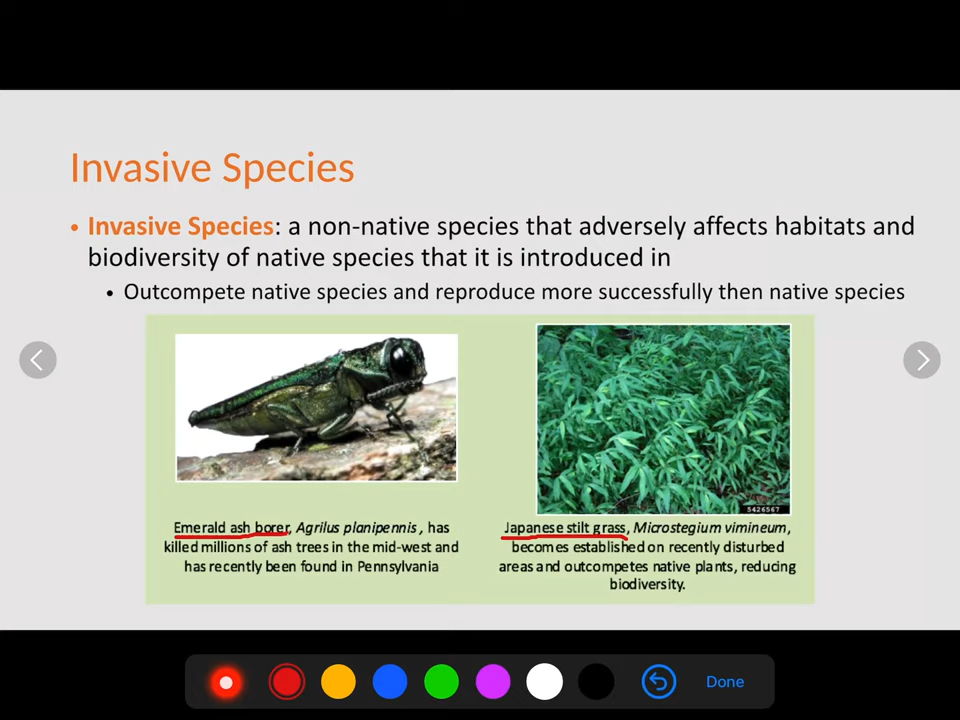 Invasive Species
• Invasive Species: a non-native species that adversely affects habitats and
biodiversity of native species that it is introduced in
• Outcompete native species and reproduce more successfully then native species
5426567
Emerald ash borer, Agrilus planipennis , has
killed millions of ash trees in the mid-west and
has recently been found in Pennsylvania
Japanese stilt grass, Microstegium vimineum,
becomes established on recently disturbed
areas and outcompetes native plants, reducing
biodiversity.
Done